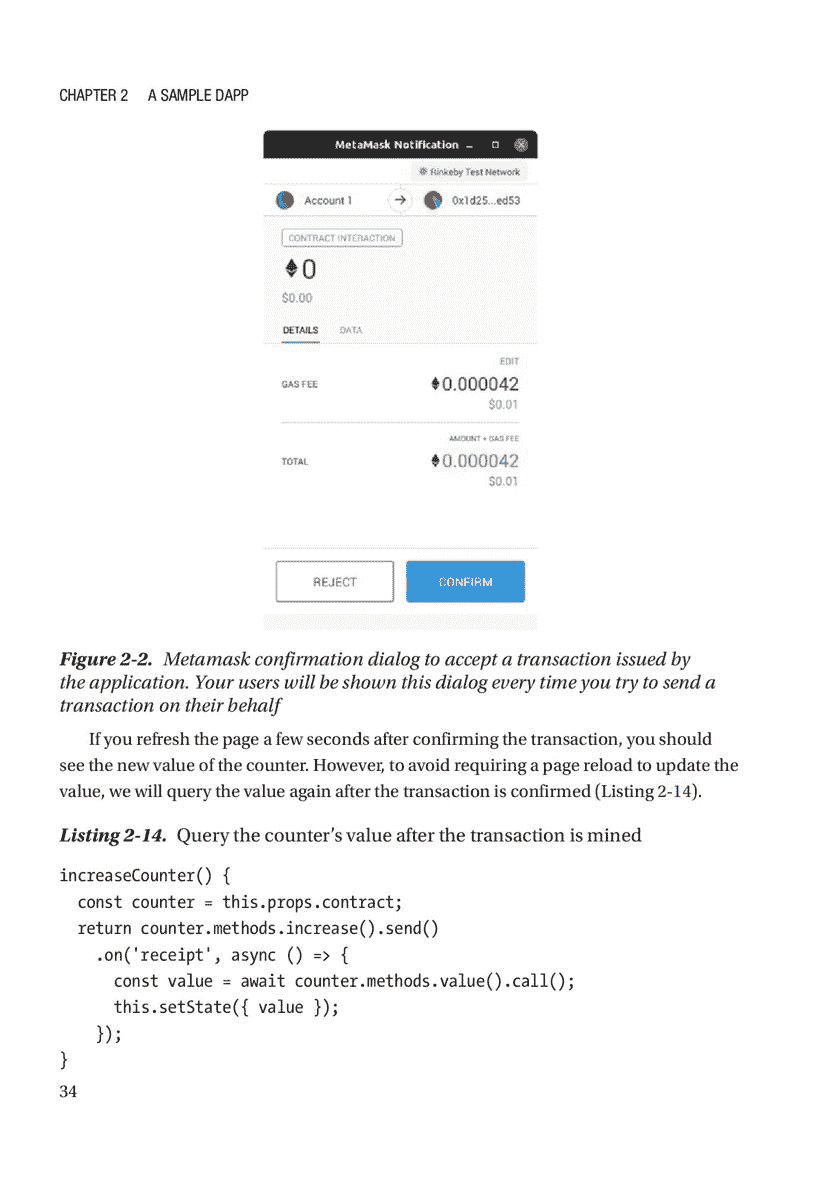 CHAPTER 2 A SAMPLE DAPP
MetaMask Notification
Rinkeby Test Network
Account 1
0x1d25...ed53
CONTRACT INTERACTION
0
$0.00
DETAILS DATA
EDIT
GAS FEE 0.000042
$0.01
AMOUNT + GAS FEE
TOTAL 0.000042
$0.01
REJECT CONFIRM
Figure 2-2. Metamask confirmation dialog to accept a transaction issued by
the application. Your users will be shown this dialog every time you try to send a
transaction on their behalf
If you refresh the page a few seconds after confirming the transaction, you should
see the new value of the counter. However, to avoid requiring a page reload to update the
value, we will query the value again after the transaction is confirmed (Listing 2-14).
Listing 2-14. Query the counter's value after the transaction is mined
increaseCounter() {
  const counter = this.props.contract;
  return counter.methods.increase().send()
    .on('receipt', async () => {
      const value = await counter.methods.value().call();
      this.setState({ value });
    });
}
34